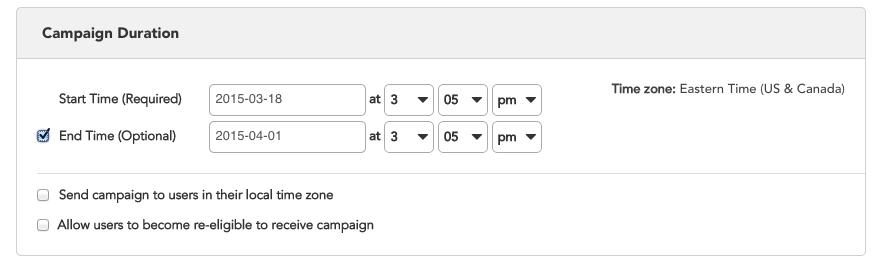 Campaign Duration
Start Time (Required) 2015-03-18 at 3 05 pm Time zone: Eastern Time (US & Canada)
End Time (Optional) 2015-04-01 at 3 05 pm
Send campaign to users in their local time zone
Allow users to become re-eligible to receive campaign